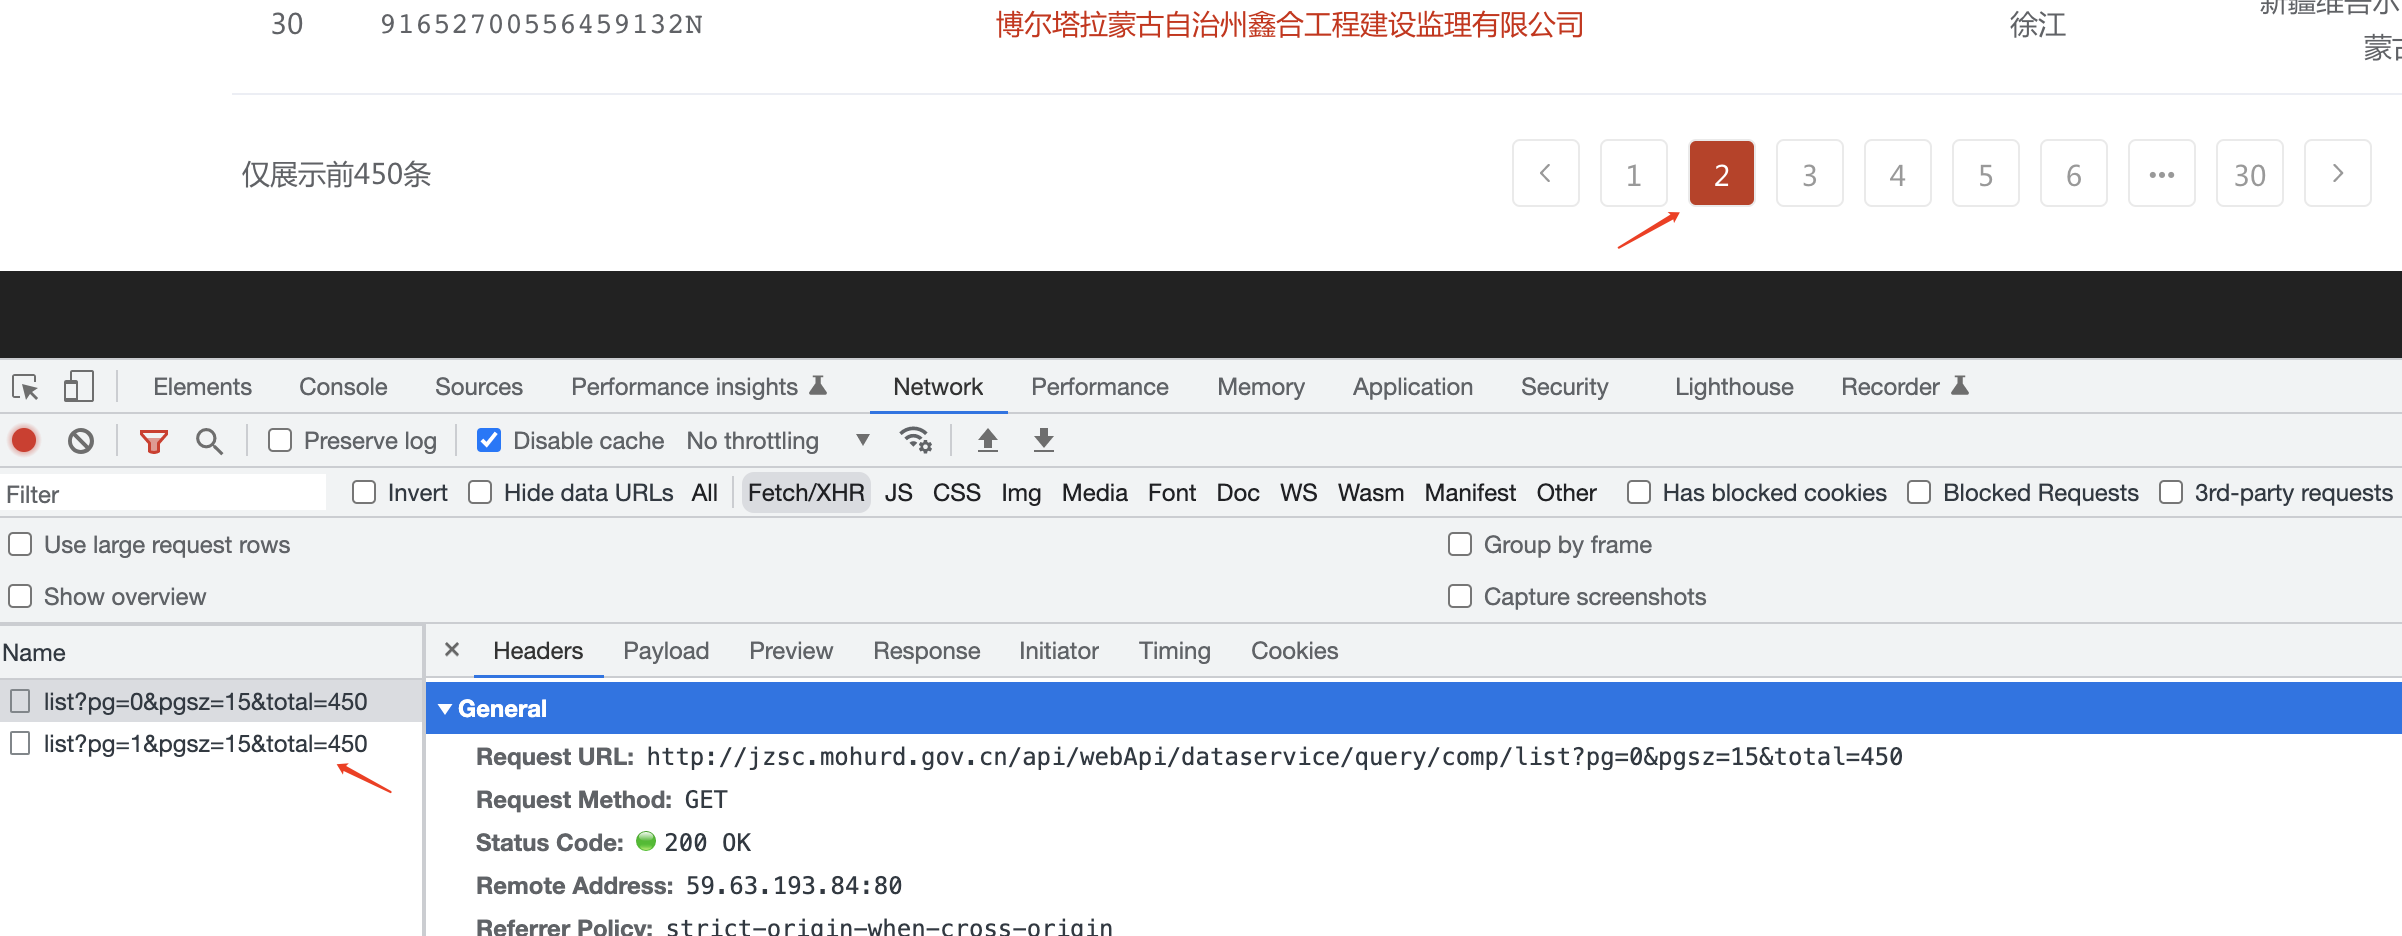 30 91652700556459132N 博尔塔拉蒙古自治州鑫合工程建设监理有限公司 徐江 新疆维吾尔
蒙古
仅展示前450条 1 2 3 4 5 6 ••• 30
Elements Console Sources Performance insights Network Performance Memory Application Security Lighthouse Recorder
Preserve log Disable cache No throttling
Filter Invert Hide data URLs All Fetch/XHR JS CSS Img Media Font Doc WS Wasm Manifest Other Has blocked cookies Blocked Requests 3rd-party requests
Use large request rows Group by frame
Show overview Capture screenshots
Name × Headers Payload Preview Response Initiator Timing Cookies
list?pg=0&pgsz=15&total=450 General
list?pg=1&pgsz=15&total=450 Request URL: http://jzsc.mohurd.gov.cn/api/webApi/dataservice/query/comp/list?pg=0&pgsz=15&total=450
Request Method: GET
Status Code: 200 OK
Remote Address: 59.63.193.84:80
Referrer Policy: strict-origin-when-cross-origin